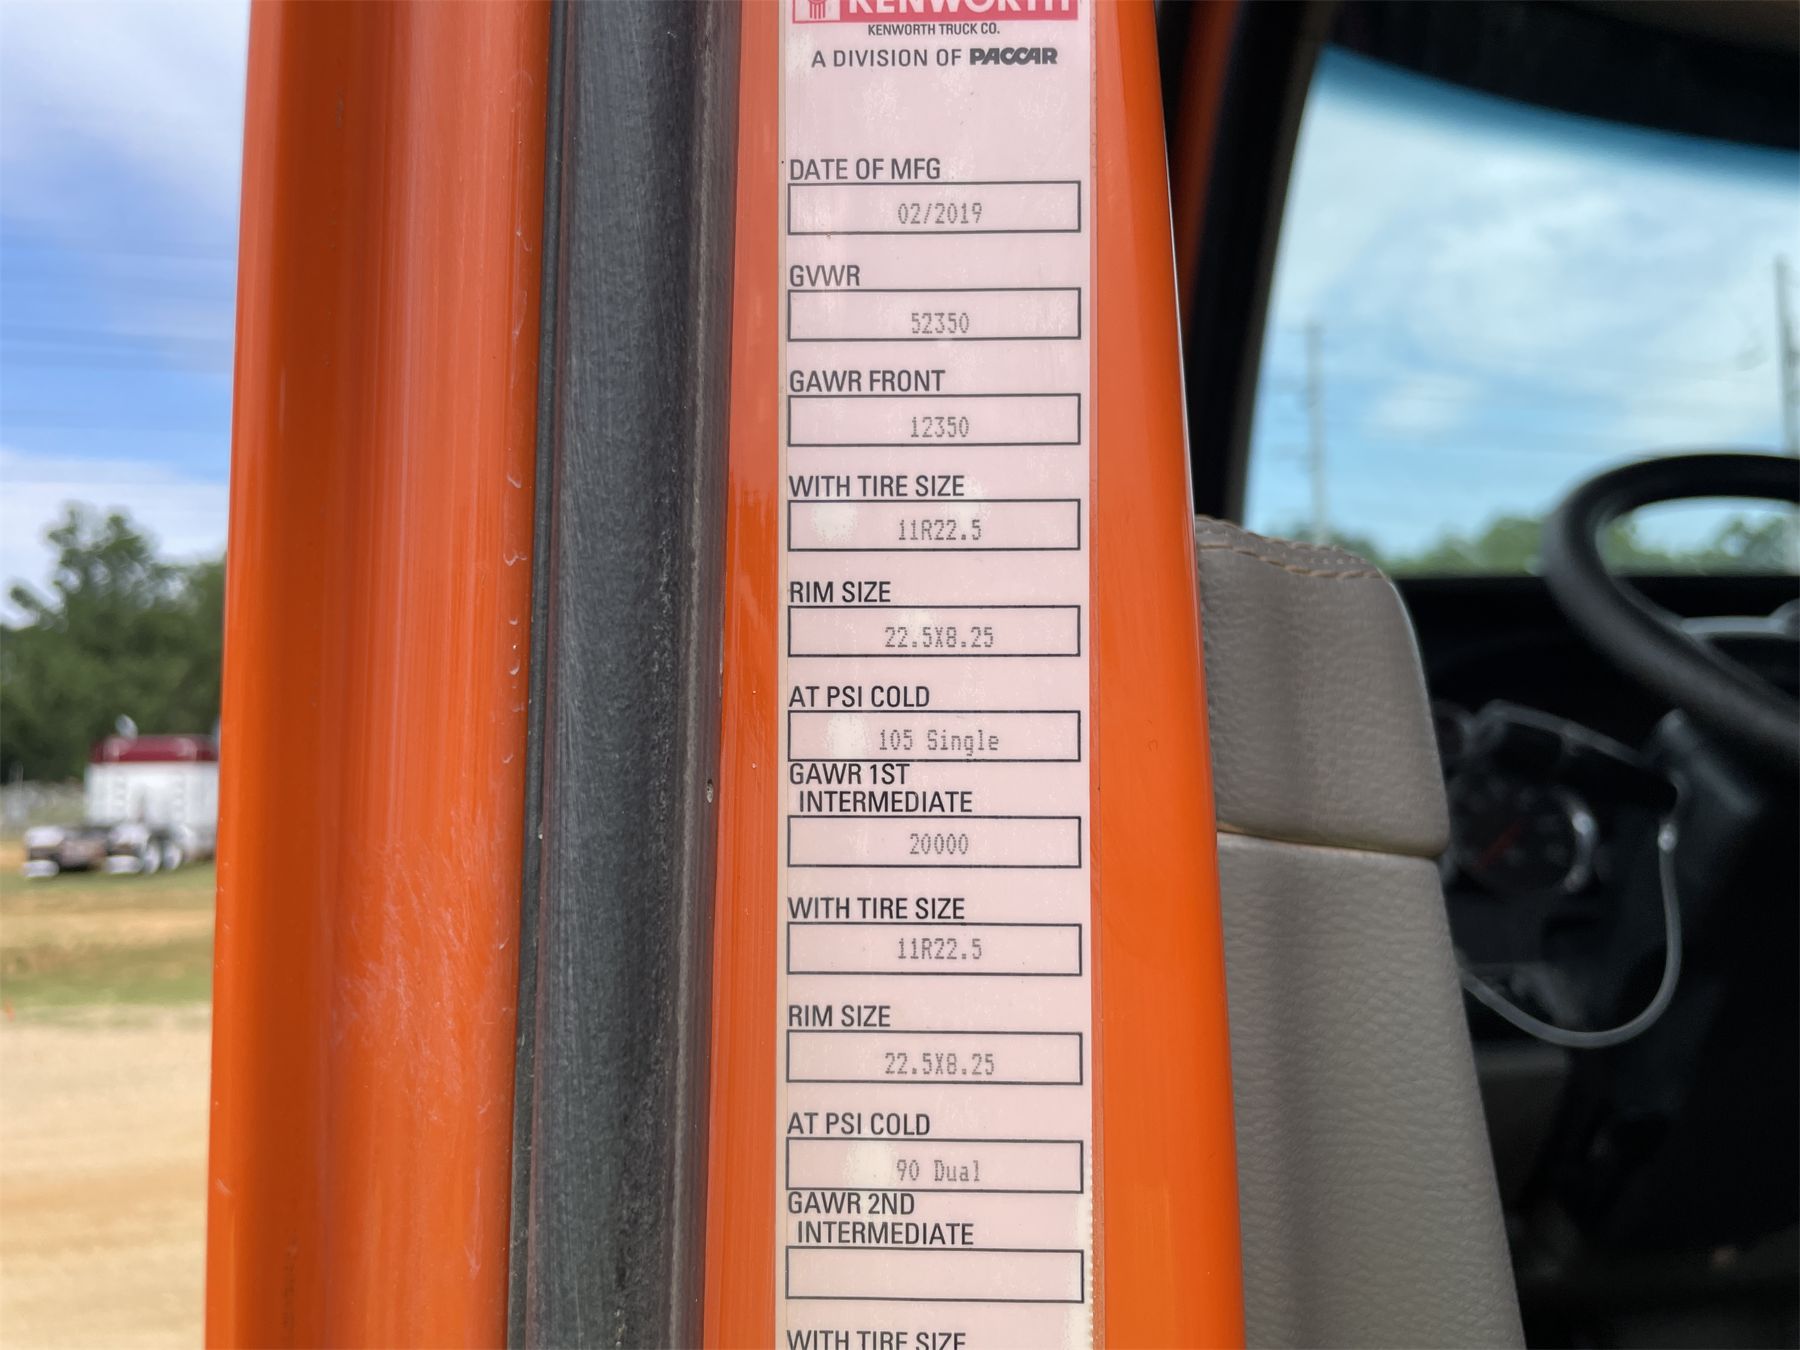 KENWORTH
KENWORTH TRUCK CO.
A DIVISION OF PACCAR
DATE OF MFG
02/2019
GVWR
52350
GAWR FRONT
12350
WITH TIRE SIZE
11R22.5
RIM SIZE
22.5X8.25
AT PSI COLD
105 Single
GAWR 1ST
INTERMEDIATE
20000
WITH TIRE SIZE
11R22.5
RIM SIZE
22.5X8.25
AT PSI COLD
90 Dual
GAWR 2ND
INTERMEDIATE
WITH TIRE SIZE